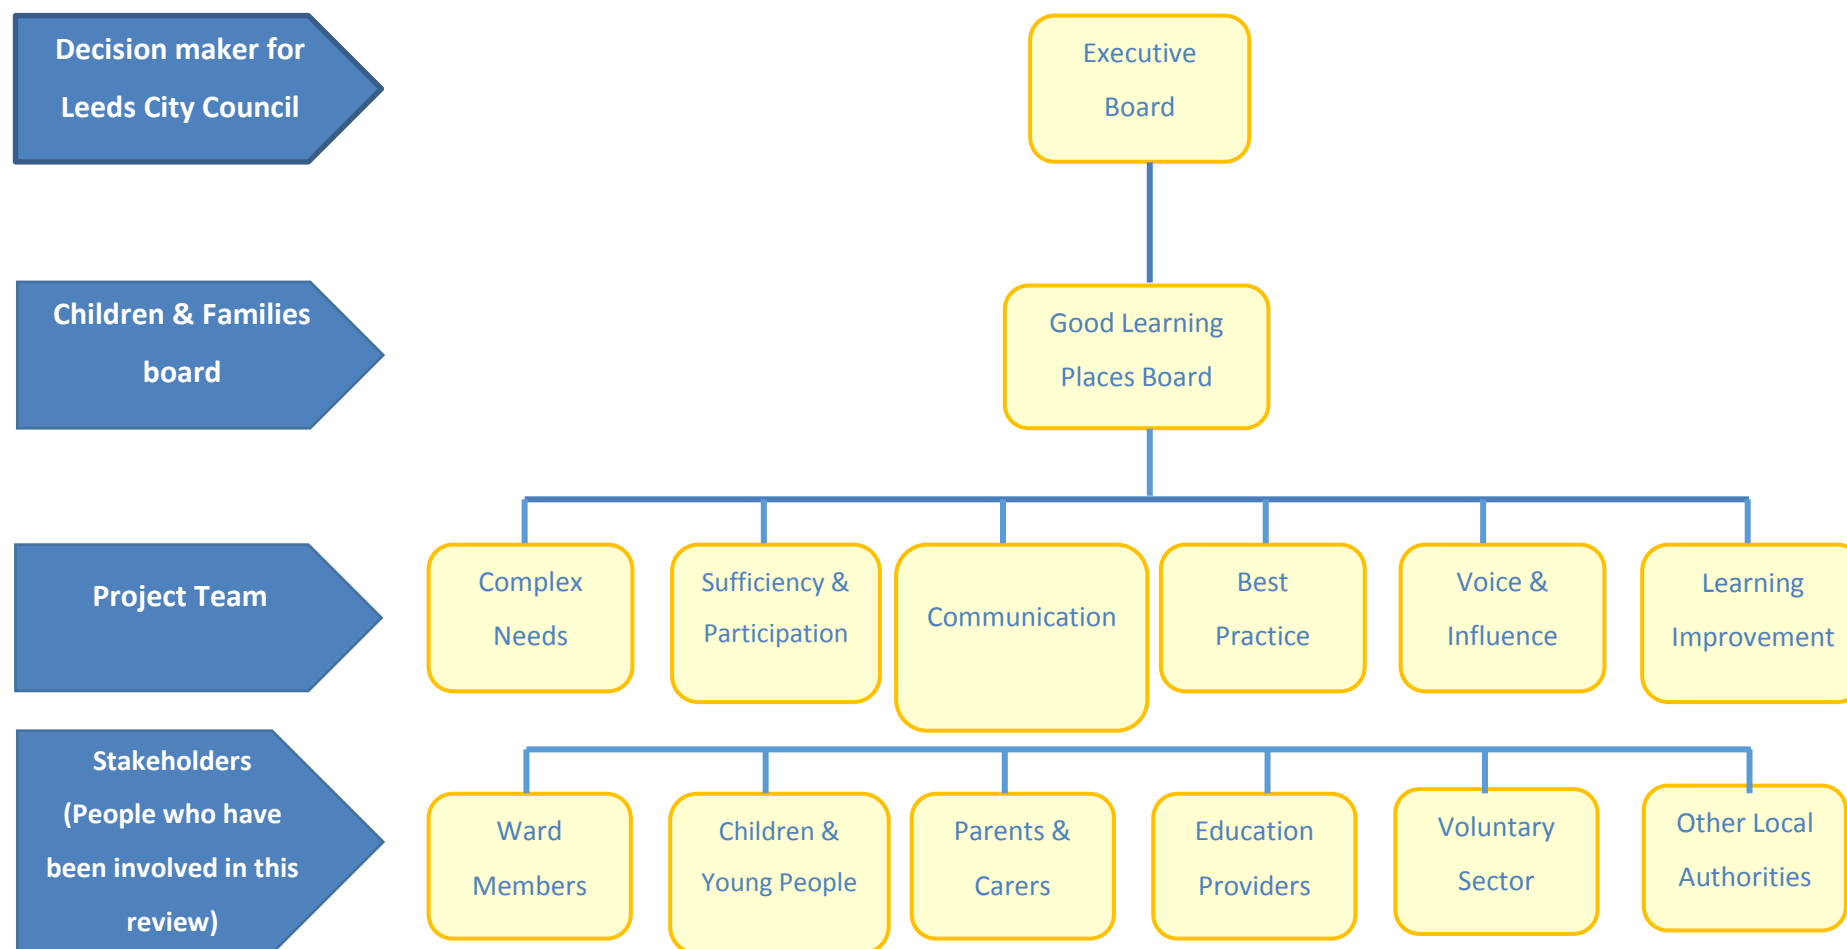 Decision maker for
Leeds City Council
Executive
Board
Children & Families
board
Good Learning
Places Board
Project Team
Complex
Needs
Sufficiency &
Participation
Communication
Best
Practice
Voice &
Influence
Learning
Improvement
Stakeholders
(People who have
been involved in this
review)
Ward
Members
Children &
Young People
Parents &
Carers
Education
Providers
Voluntary
Sector
Other Local
Authorities